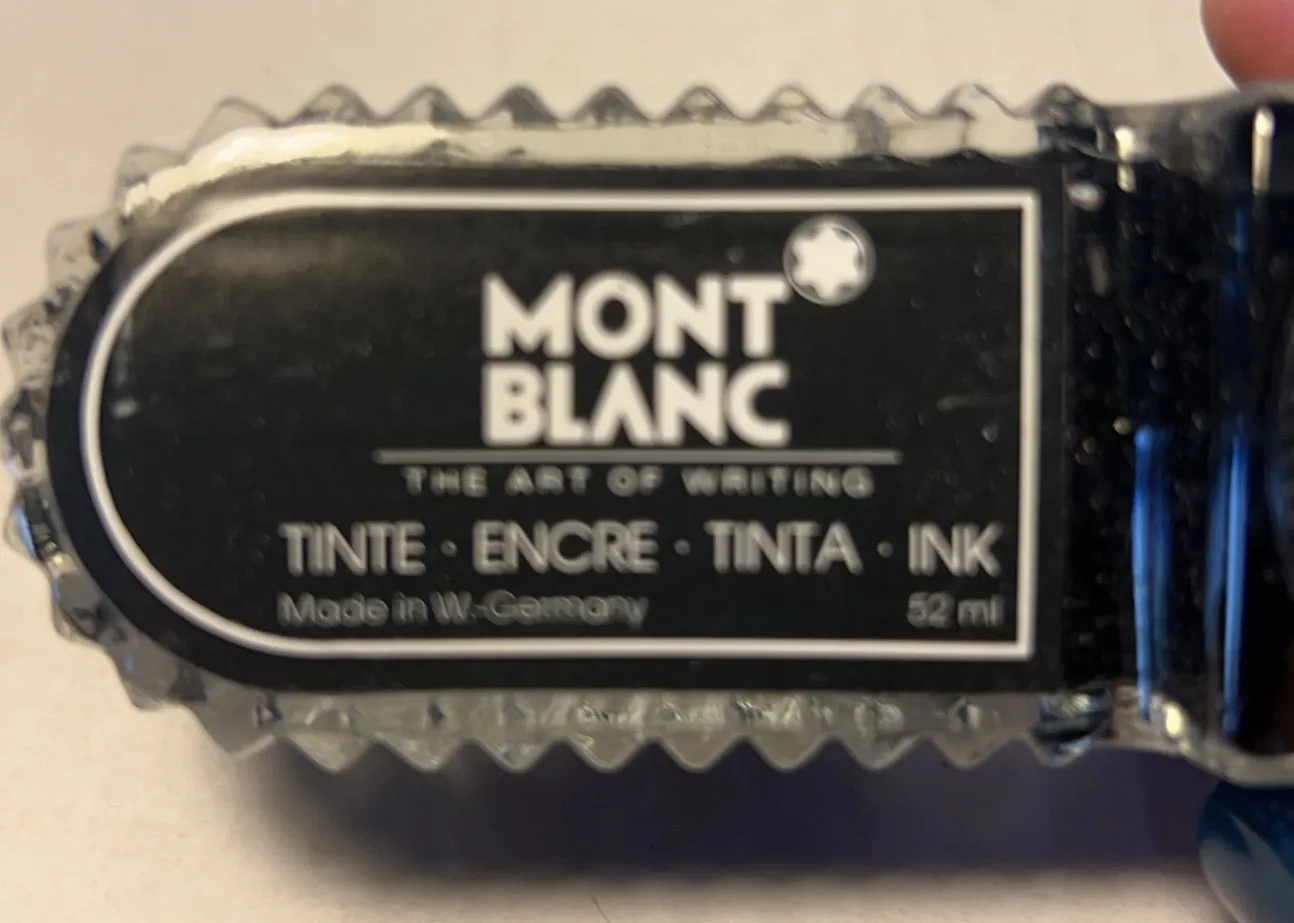 MONT
BLANC
THE ART OF WRITING
TINTE · ENCRE · TINTA · INK
Made in W.-Germany 52 ml